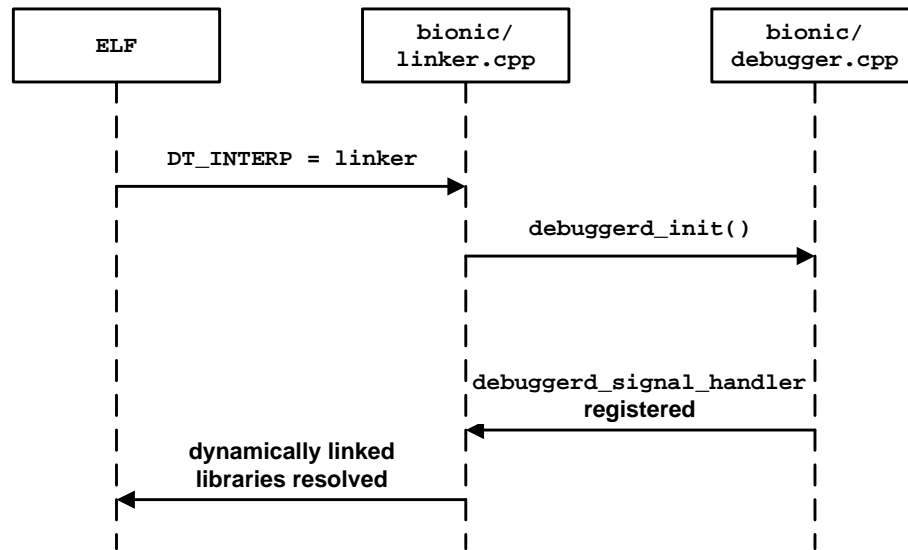 ELF
bionic/
linker.cpp
bionic/
debugger.cpp
DT_INTERP = linker
debuggerd_init()
debuggerd_signal_handler
registered
dynamically linked
libraries resolved